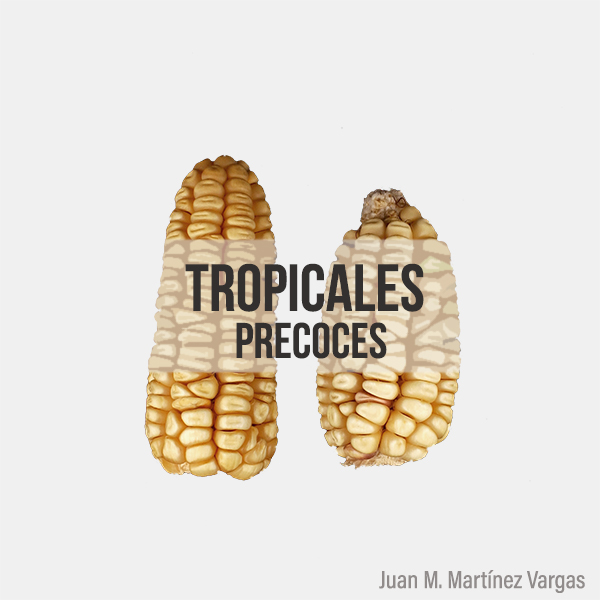 TROPICALES
PRECOCES
Juan M. Martínez Vargas